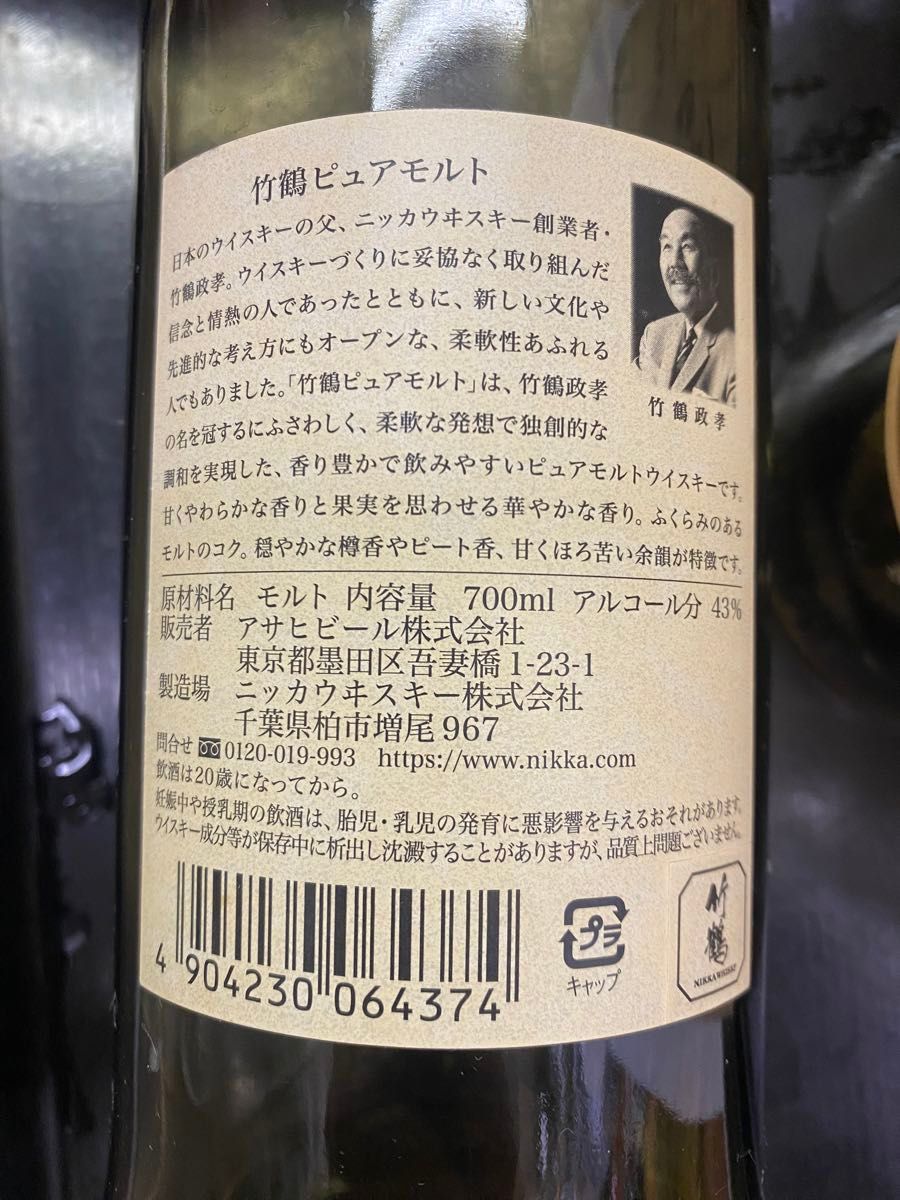 竹鶴ピュアモルト
日本のウイスキーの父、ニッカウヰスキー創業者・
竹鶴政孝。ウイスキーづくりに妥協なく取り組んだ
信念と情熱の人であったとともに、新しい文化や
先進的な考え方にもオープンな、柔軟性あふれる
人でもありました。「竹鶴ピュアモルト」は、竹鶴政孝
の名を冠するにふさわしく、柔軟な発想で独創的な
調和を実現した、香り豊かで飲みやすいピュアモルトウイスキーです。
甘くやわらかな香りと果実を思わせる華やかな香り。ふくらみのある
モルトのコク。穏やかな樽香やピート香、甘くほろ苦い余韻が特徴です。
竹鶴政孝
原材料名 モルト 内容量 700ml アルコール分 43%
販売者 アサヒビール株式会社
東京都墨田区吾妻橋1-23-1
製造場 ニッカウヰスキー株式会社
千葉県柏市増尾967
問合せ 0120-019-993 https://www.nikka.com
飲酒は20歳になってから。
妊娠中や授乳期の飲酒は、胎児・乳児の発育に悪影響を与えるおそれがあります。
ウイスキー成分等が保存中に析出し沈澱することがありますが、品質上問題ございません。
4 904230 064374
プラ
キャップ
竹鶴
NIKKA WHISKY